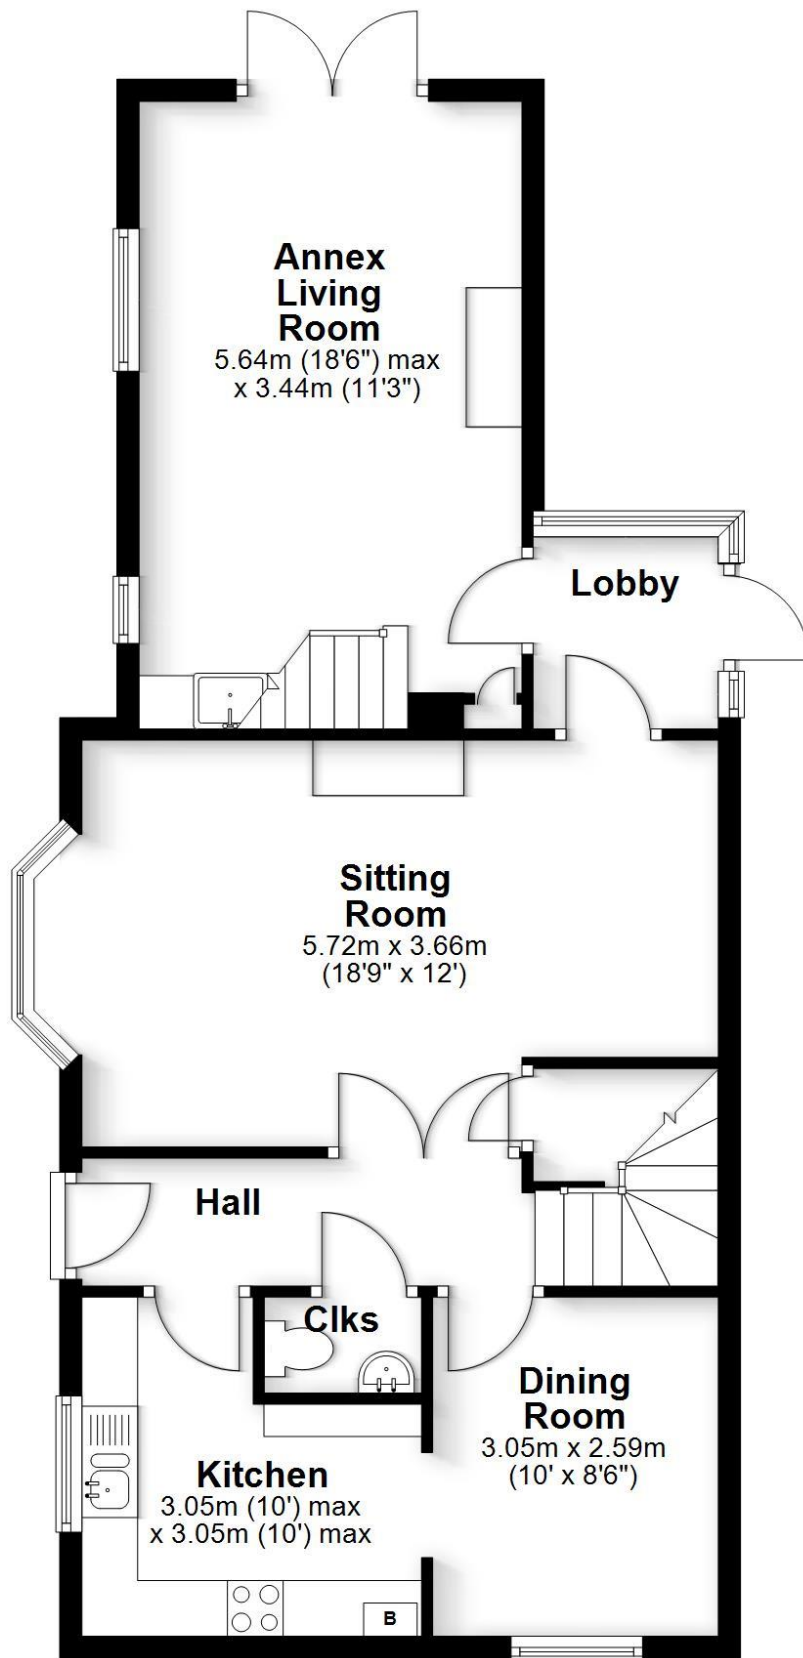 Annex
Living
Room
5.64m (18'6") max
x 3.44m (11'3")
Lobby
Sitting
Room
5.72m x 3.66m
(18'9" x 12')
Hall
Clks
Dining
Room
3.05m x 2.59m
(10' x 8'6")
Kitchen
3.05m (10') max
x 3.05m (10') max
B